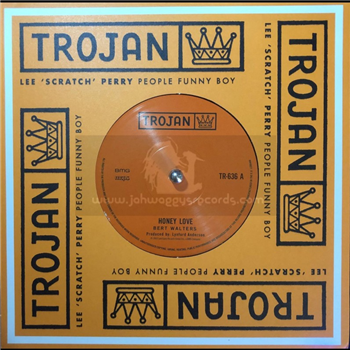 TROJAN
LEE 'SCRATCH' PERRY PEOPLE FUNNY BOY
TROJAN
LEE 'SCRATCH' PERRY PEOPLE FUNNY BOY
TROJAN
LEE 'SCRATCH' PERRY PEOPLE FUNNY BOY
TROJAN
LEE 'SCRATCH' PERRY PEOPLE FUNNY BOY
TROJAN
TR-636 A
www.jahwaggysrecords.com
HONEY LOVE
BERT WALTERS
Produced by Lynford Anderson